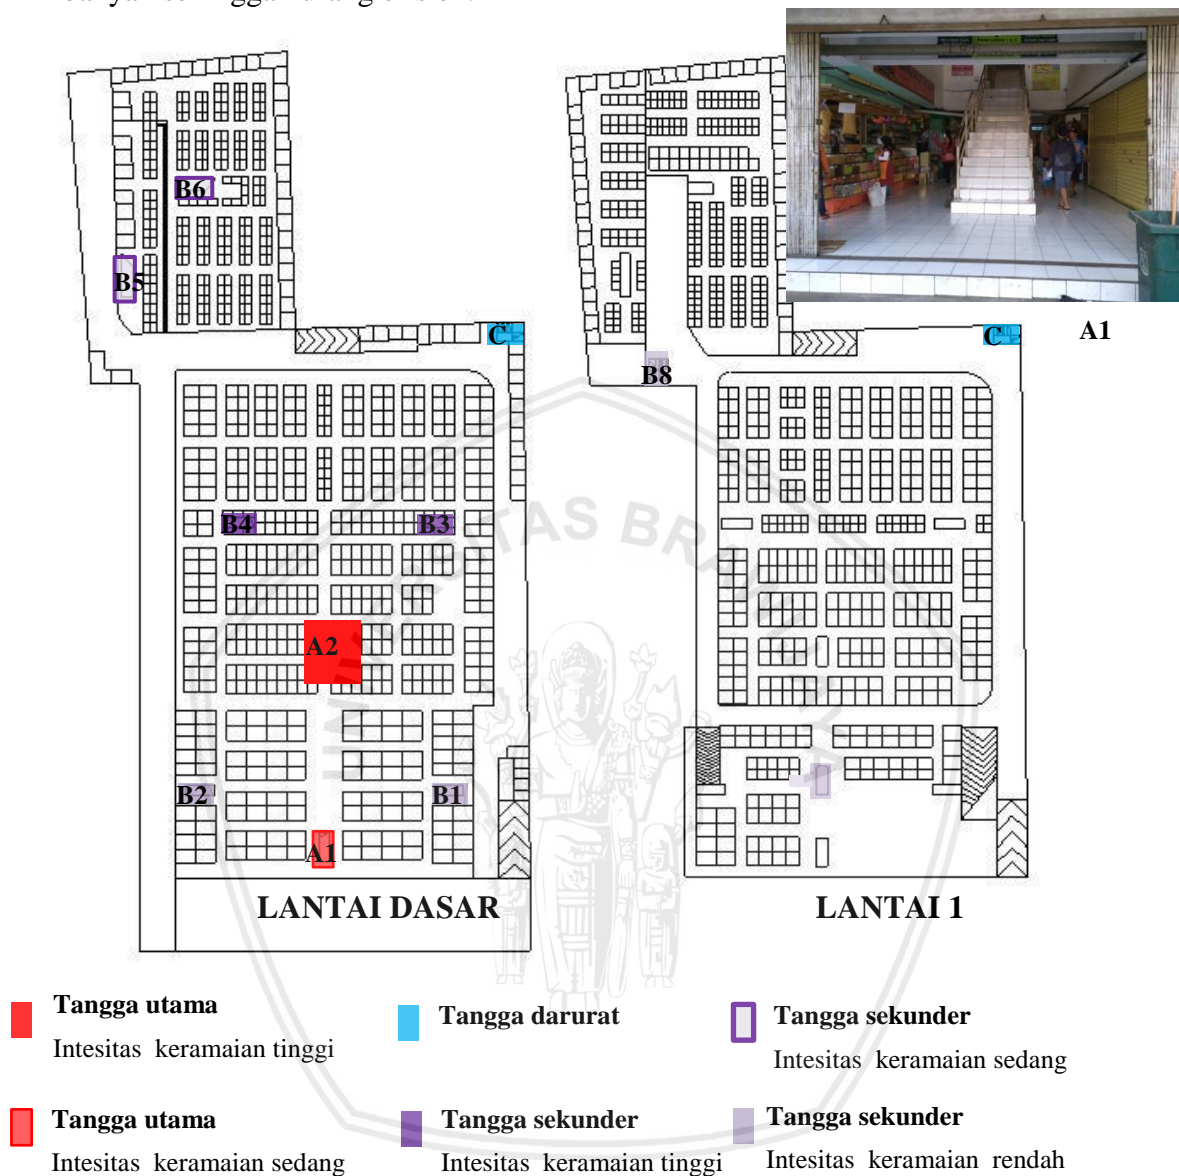 B6
B5
C
C
A1
B8
B4
B3
A2
B2
B1
A1
LANTAI DASAR
LANTAI 1
UNIVERSITAS BRAWIJAYA
Tangga utama
Intesitas keramaian tinggi
Tangga darurat
Tangga sekunder
Intesitas keramaian sedang
Tangga utama
Intesitas keramaian sedang
Tangga sekunder
Intesitas keramaian tinggi
Tangga sekunder
Intesitas keramaian rendah